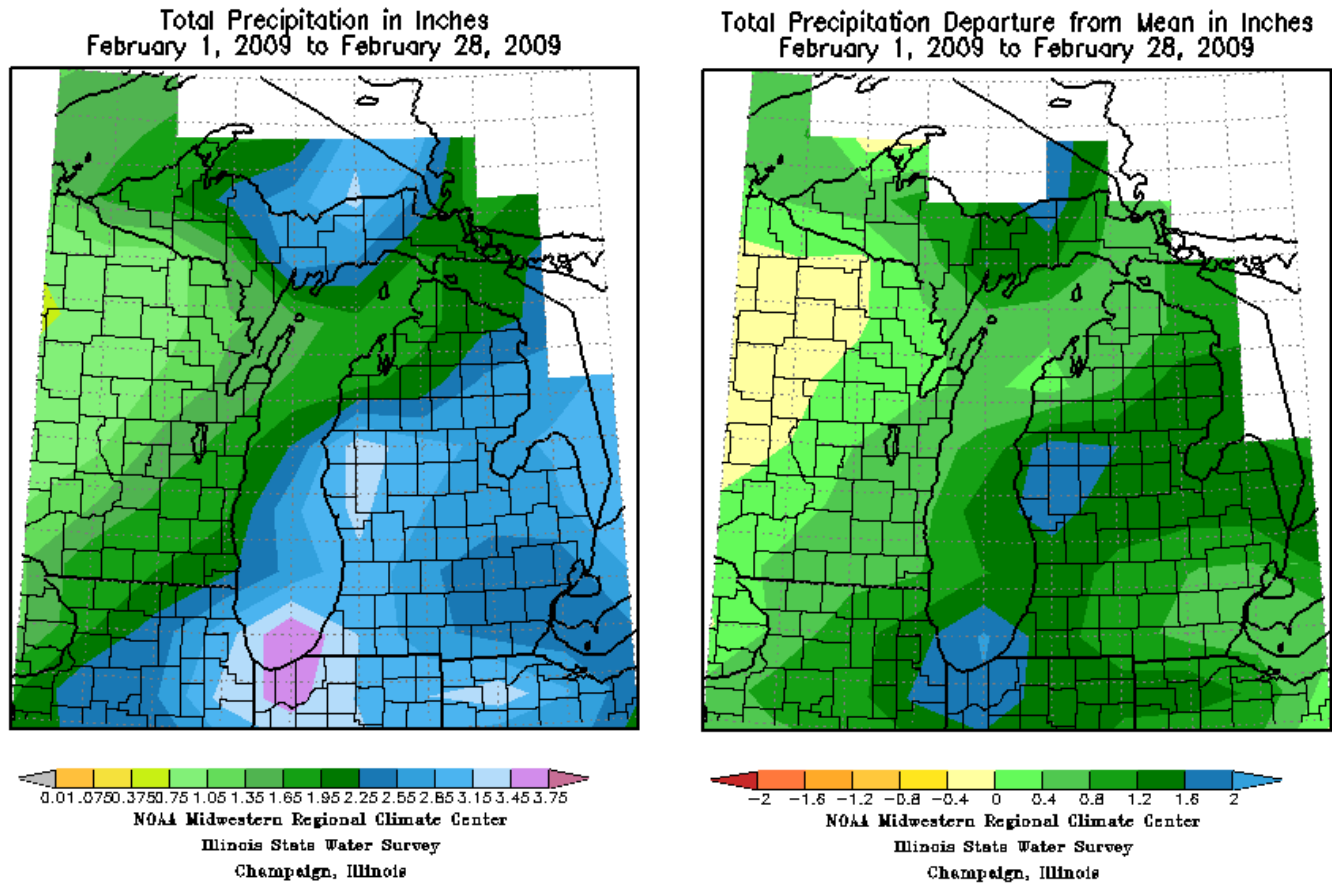 Total Precipitation in Inches
February 1, 2009 to February 28, 2009
0.01 .075 0.375 0.75 1.05 1.35 1.65 1.95 2.25 2.55 2.85 3.15 3.45 3.75
NOAA Midwestern Regional Climate Center
Illinois State Water Survey
Champaign, Illinois
Total Precipitation Departure from Mean in Inches
February 1, 2009 to February 28, 2009
-2 -1.6 -1.2 -0.8 -0.4 0 0.4 0.8 1.2 1.6 2
NOAA Midwestern Regional Climate Center
Illinois State Water Survey
Champaign, Illinois